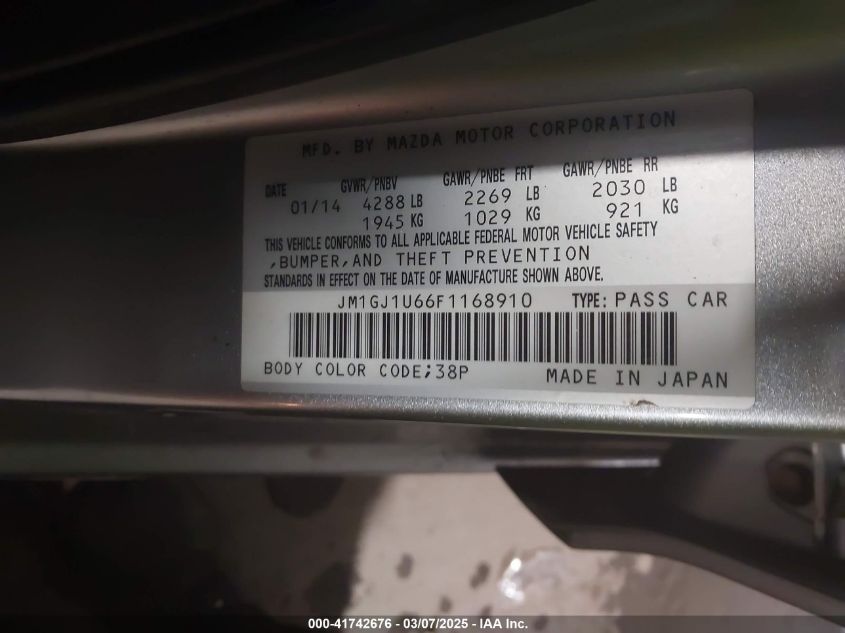 MFD. BY MAZDA MOTOR CORPORATION
DATE GVWR/PNBV GAWR/PNBE FRT GAWR/PNBE RR
01/14 4288 LB 2269 LB 2030 LB
1945 KG 1029 KG 921 KG
THIS VEHICLE CONFORMS TO ALL APPLICABLE FEDERAL MOTOR VEHICLE SAFETY
,BUMPER,AND THEFT PREVENTION
STANDARDS IN EFFECT ON THE DATE OF MANUFACTURE SHOWN ABOVE.
JM1GJ1U66F1168910 TYPE: PASS CAR
BODY COLOR CODE;38P MADE IN JAPAN
000-41742676 - 03/07/2025 - IAA Inc.